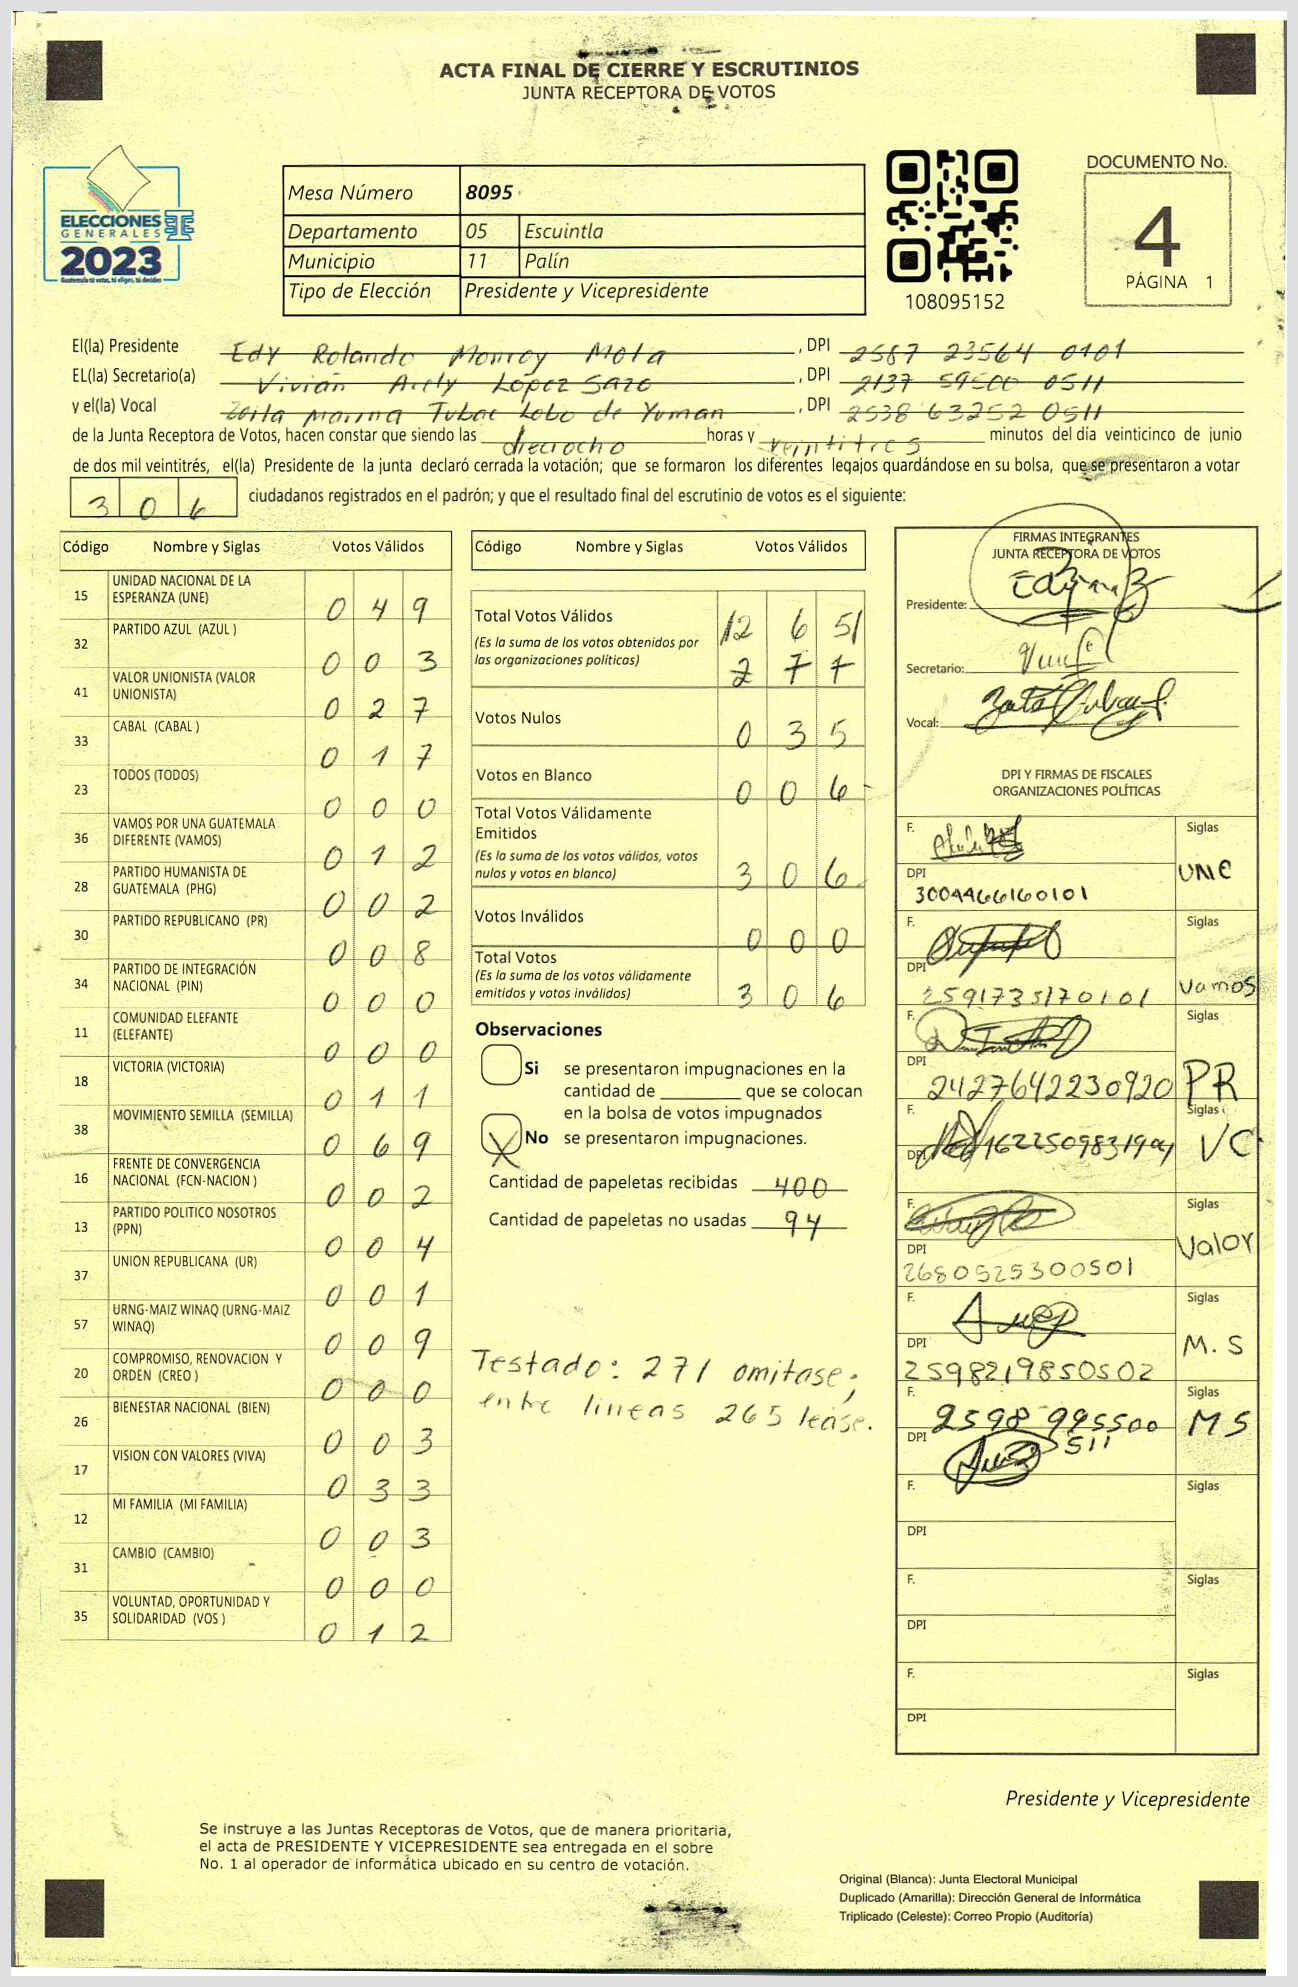 ACTA FINAL DE CIERRE Y ESCRUTINIOS
JUNTA RECEPTORA DE VOTOS
ELECCIONES
GENERALES
2023
Guatemala tú votas, tú eliges, tú decides
Mesa Número 8095
Departamento 05 Escuintla
Municipio 11 Palín
Tipo de Elección Presidente y Vicepresidente
108095152
DOCUMENTO No.
4
PÁGINA 1
El(la) Presidente Edy Rolando Monroy Mota, DPI 2587 23564 0101
EL(la) Secretario(a) Vivian Arely López Sazo, DPI 2137 59500 0511
y el(la) Vocal Zoila Marina Tubac Lobo de Yuman, DPI 2538 63252 0511
de la Junta Receptora de Votos, hacen constar que siendo las dieciocho horas y veintitres minutos del día veinticinco de junio
de dos mil veintitrés, el(la) Presidente de la junta declaró cerrada la votación; que se formaron los diferentes legajos guardándose en su bolsa, que se presentaron a votar
306 ciudadanos registrados en el padrón; y que el resultado final del escrutinio de votos es el siguiente:
Código Nombre y Siglas Votos Válidos
15 UNIDAD NACIONAL DE LA ESPERANZA (UNE) 0 4 9
32 PARTIDO AZUL (AZUL ) 0 0 3
41 VALOR UNIONISTA (VALOR UNIONISTA) 0 2 7
33 CABAL (CABAL ) 0 1 7
23 TODOS (TODOS) 0 0 0
36 VAMOS POR UNA GUATEMALA DIFERENTE (VAMOS) 0 1 2
28 PARTIDO HUMANISTA DE GUATEMALA (PHG) 0 0 2
30 PARTIDO REPUBLICANO (PR) 0 0 8
34 PARTIDO DE INTEGRACIÓN NACIONAL (PIN) 0 0 0
11 COMUNIDAD ELEFANTE (ELEFANTE) 0 0 0
18 VICTORIA (VICTORIA) 0 1 1
38 MOVIMIENTO SEMILLA (SEMILLA) 0 6 9
16 FRENTE DE CONVERGENCIA NACIONAL (FCN-NACION ) 0 0 2
13 PARTIDO POLITICO NOSOTROS (PPN) 0 0 4
37 UNION REPUBLICANA (UR) 0 0 1
57 URNG-MAIZ WINAQ (URNG-MAIZ WINAQ) 0 0 9
20 COMPROMISO, RENOVACION Y ORDEN (CREO ) 0 0 0
26 BIENESTAR NACIONAL (BIEN) 0 0 3
17 VISION CON VALORES (VIVA) 0 3 3
12 MI FAMILIA (MI FAMILIA) 0 0 3
31 CAMBIO (CAMBIO) 0 0 0
35 VOLUNTAD, OPORTUNIDAD Y SOLIDARIDAD (VOS ) 0 1 2
Código Nombre y Siglas Votos Válidos
Total Votos Válidos /2 6 5/
(Es la suma de los votos obtenidos por
las organizaciones políticas) 2 7 7
Votos Nulos 0 3 5
Votos en Blanco 0 0 6
Total Votos Válidamente
Emitidos
(Es la suma de los votos válidos, votos
nulos y votos en blanco) 3 0 6
Votos Inválidos 0 0 0
Total Votos
(Es la suma de los votos válidamente
emitidos y votos inválidos) 3 0 6
Observaciones
Si se presentaron impugnaciones en la
cantidad de ________ que se colocan
en la bolsa de votos impugnados
X No se presentaron impugnaciones.
Cantidad de papeletas recibidas 400
Cantidad de papeletas no usadas 94
Testado: 271 omitase;
entre lineas 265 lease.
FIRMAS INTEGRANTES
JUNTA RECEPTORA DE VOTOS
Presidente:
Secretario:
Vocal:
DPI Y FIRMAS DE FISCALES
ORGANIZACIONES POLÍTICAS
F. Siglas
DPI 3004466160101 UNE
F. Siglas
DPI 2591735170101 Vamos
F. Siglas
DPI 2427642230920 PR
F. Siglas
DPI 1622509831901 VC
F. Siglas
DPI 2680525300501 Valor
F. Siglas
DPI 2598219850502 M.S
F. Siglas
2598 995500 MS
DPI 511
F. Siglas
DPI
F. Siglas
DPI
F. Siglas
DPI
Presidente y Vicepresidente
Se instruye a las Juntas Receptoras de Votos, que de manera prioritaria,
el acta de PRESIDENTE Y VICEPRESIDENTE sea entregada en el sobre
No. 1 al operador de informática ubicado en su centro de votación.
Original (Blanca): Junta Electoral Municipal
Duplicado (Amarilla): Dirección General de Informática
Triplicado (Celeste): Correo Propio (Auditoría)